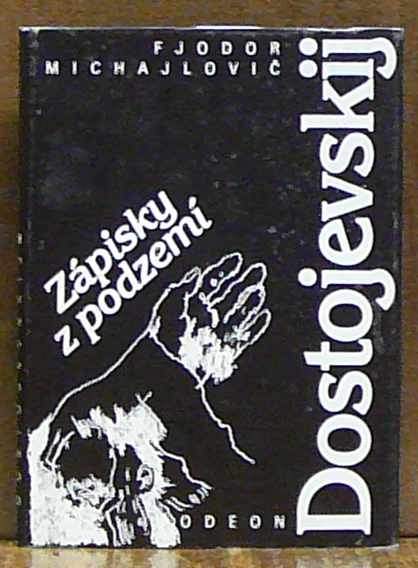 FJODOR
MICHAJLOVIČ
Dostojevskij
Zápisky
z podzemí
ODEON